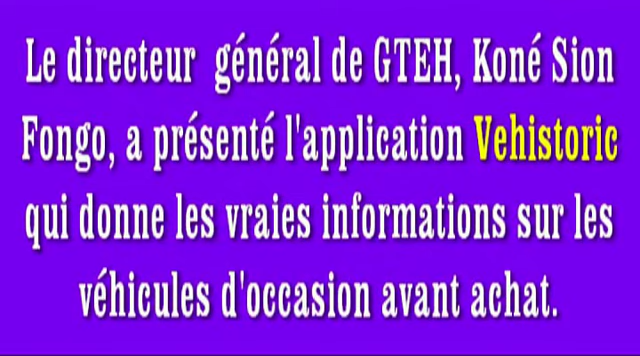 Le directeur général de GTEH, Koné Sion
Fongo, a présenté l'application Vehistoric
qui donne les vraies informations sur les
véhicules d'occasion avant achat.